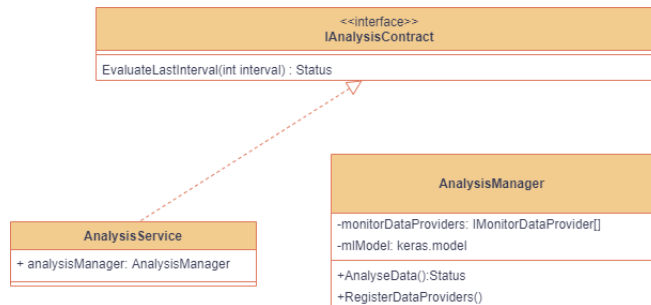 <<interface>>
IAnalysisContract
EvaluateLastInterval(int interval) : Status
AnalysisManager
-monitorDataProviders: IMonitorDataProvider[]
-mlModel: keras.model
+AnalyseData():Status
+RegisterDataProviders()
AnalysisService
+ analysisManager: AnalysisManager